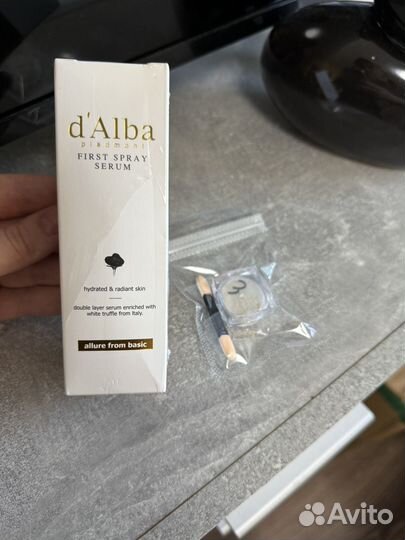 d'Alba
piedmont
FIRST SPRAY
SERUM
hydrated & radiant skin
double layer serum enriched with
white truffle from Italy.
allure from basic
Avito